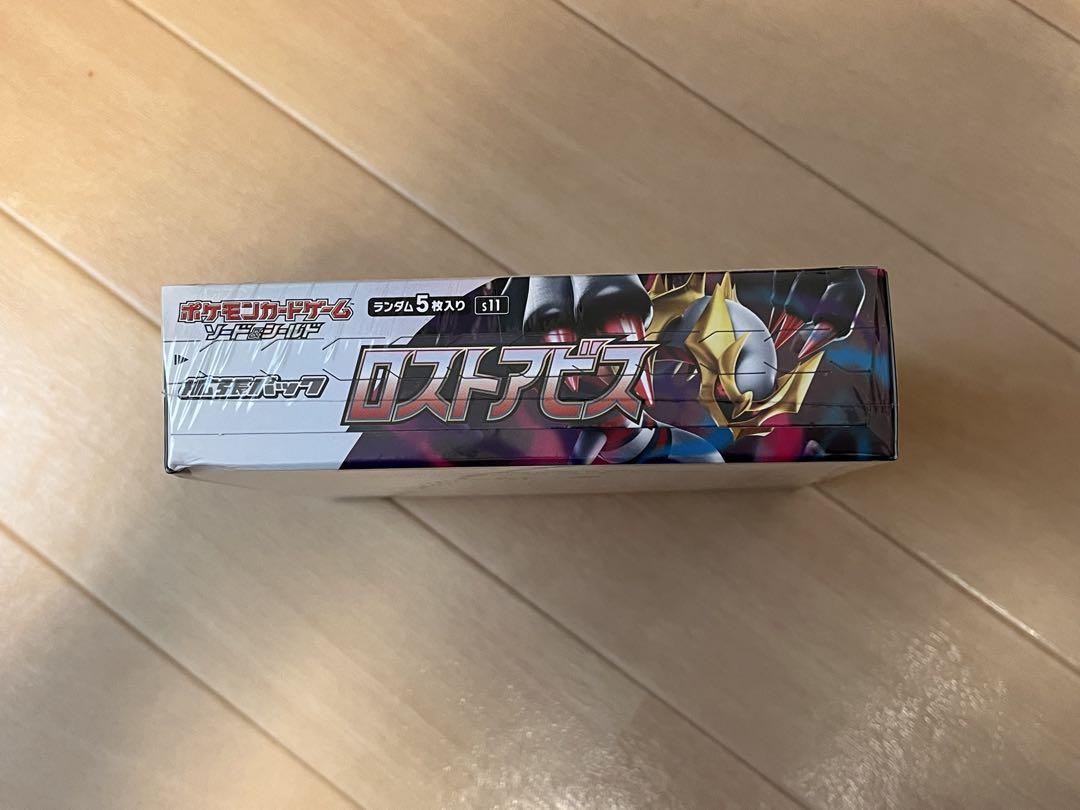 ポケモンカードゲーム
ソード&シールド
ランダム5枚入り s11
拡張パック
ロストアビス